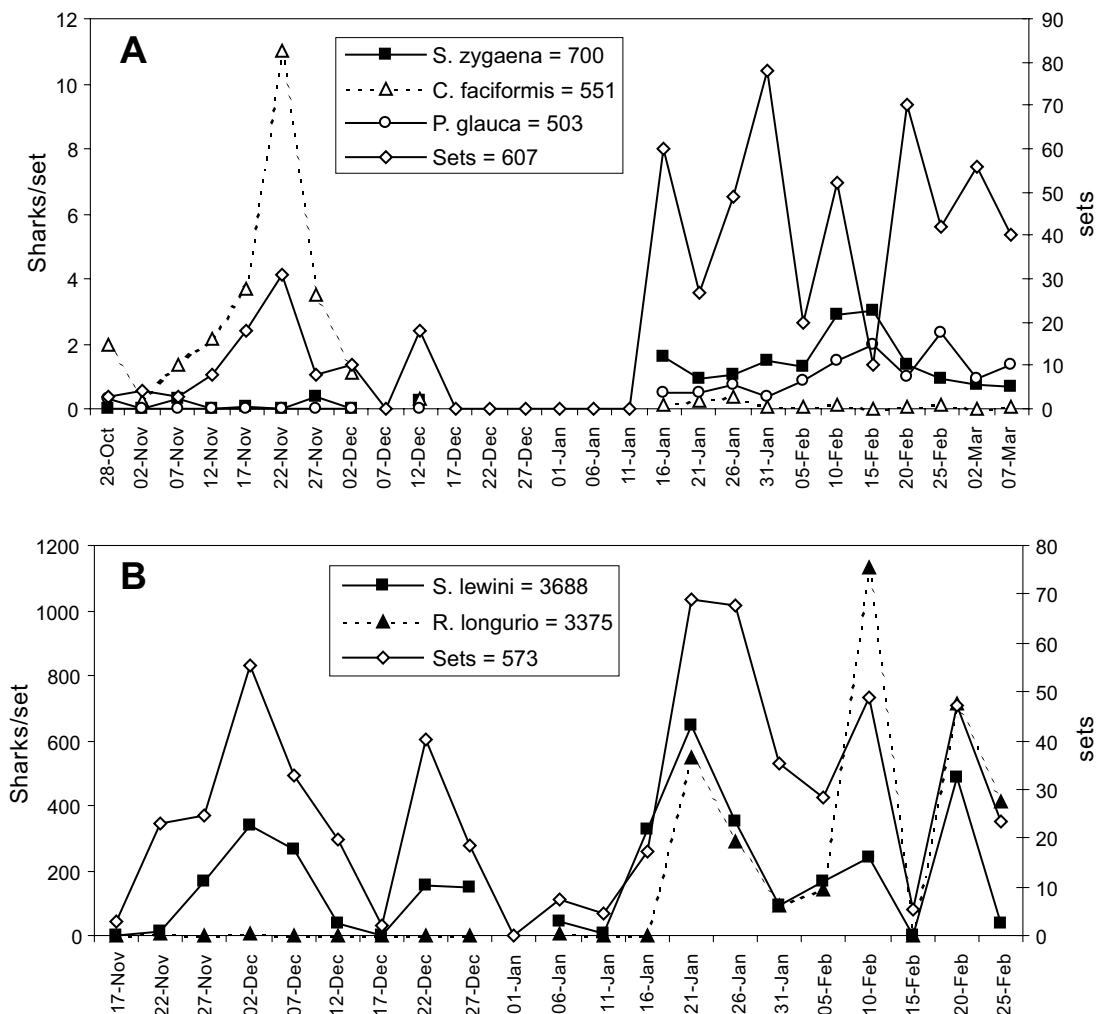 A
S. zygaena = 700
C. faciformis = 551
P. glauca = 503
Sets = 607
Sharks/set
sets
12
10
8
6
4
2
0
90
80
70
60
50
40
30
20
10
0
28-Oct
02-Nov
07-Nov
12-Nov
17-Nov
22-Nov
27-Nov
02-Dec
07-Dec
12-Dec
17-Dec
22-Dec
27-Dec
01-Jan
06-Jan
11-Jan
16-Jan
21-Jan
26-Jan
31-Jan
05-Feb
10-Feb
15-Feb
20-Feb
25-Feb
02-Mar
07-Mar
B
S. lewini = 3688
R. longurio = 3375
Sets = 573
Sharks/set
sets
1200
1000
800
600
400
200
0
80
70
60
50
40
30
20
10
0
17-Nov
22-Nov
27-Nov
02-Dec
07-Dec
12-Dec
17-Dec
22-Dec
27-Dec
01-Jan
06-Jan
11-Jan
16-Jan
21-Jan
26-Jan
31-Jan
05-Feb
10-Feb
15-Feb
20-Feb
25-Feb